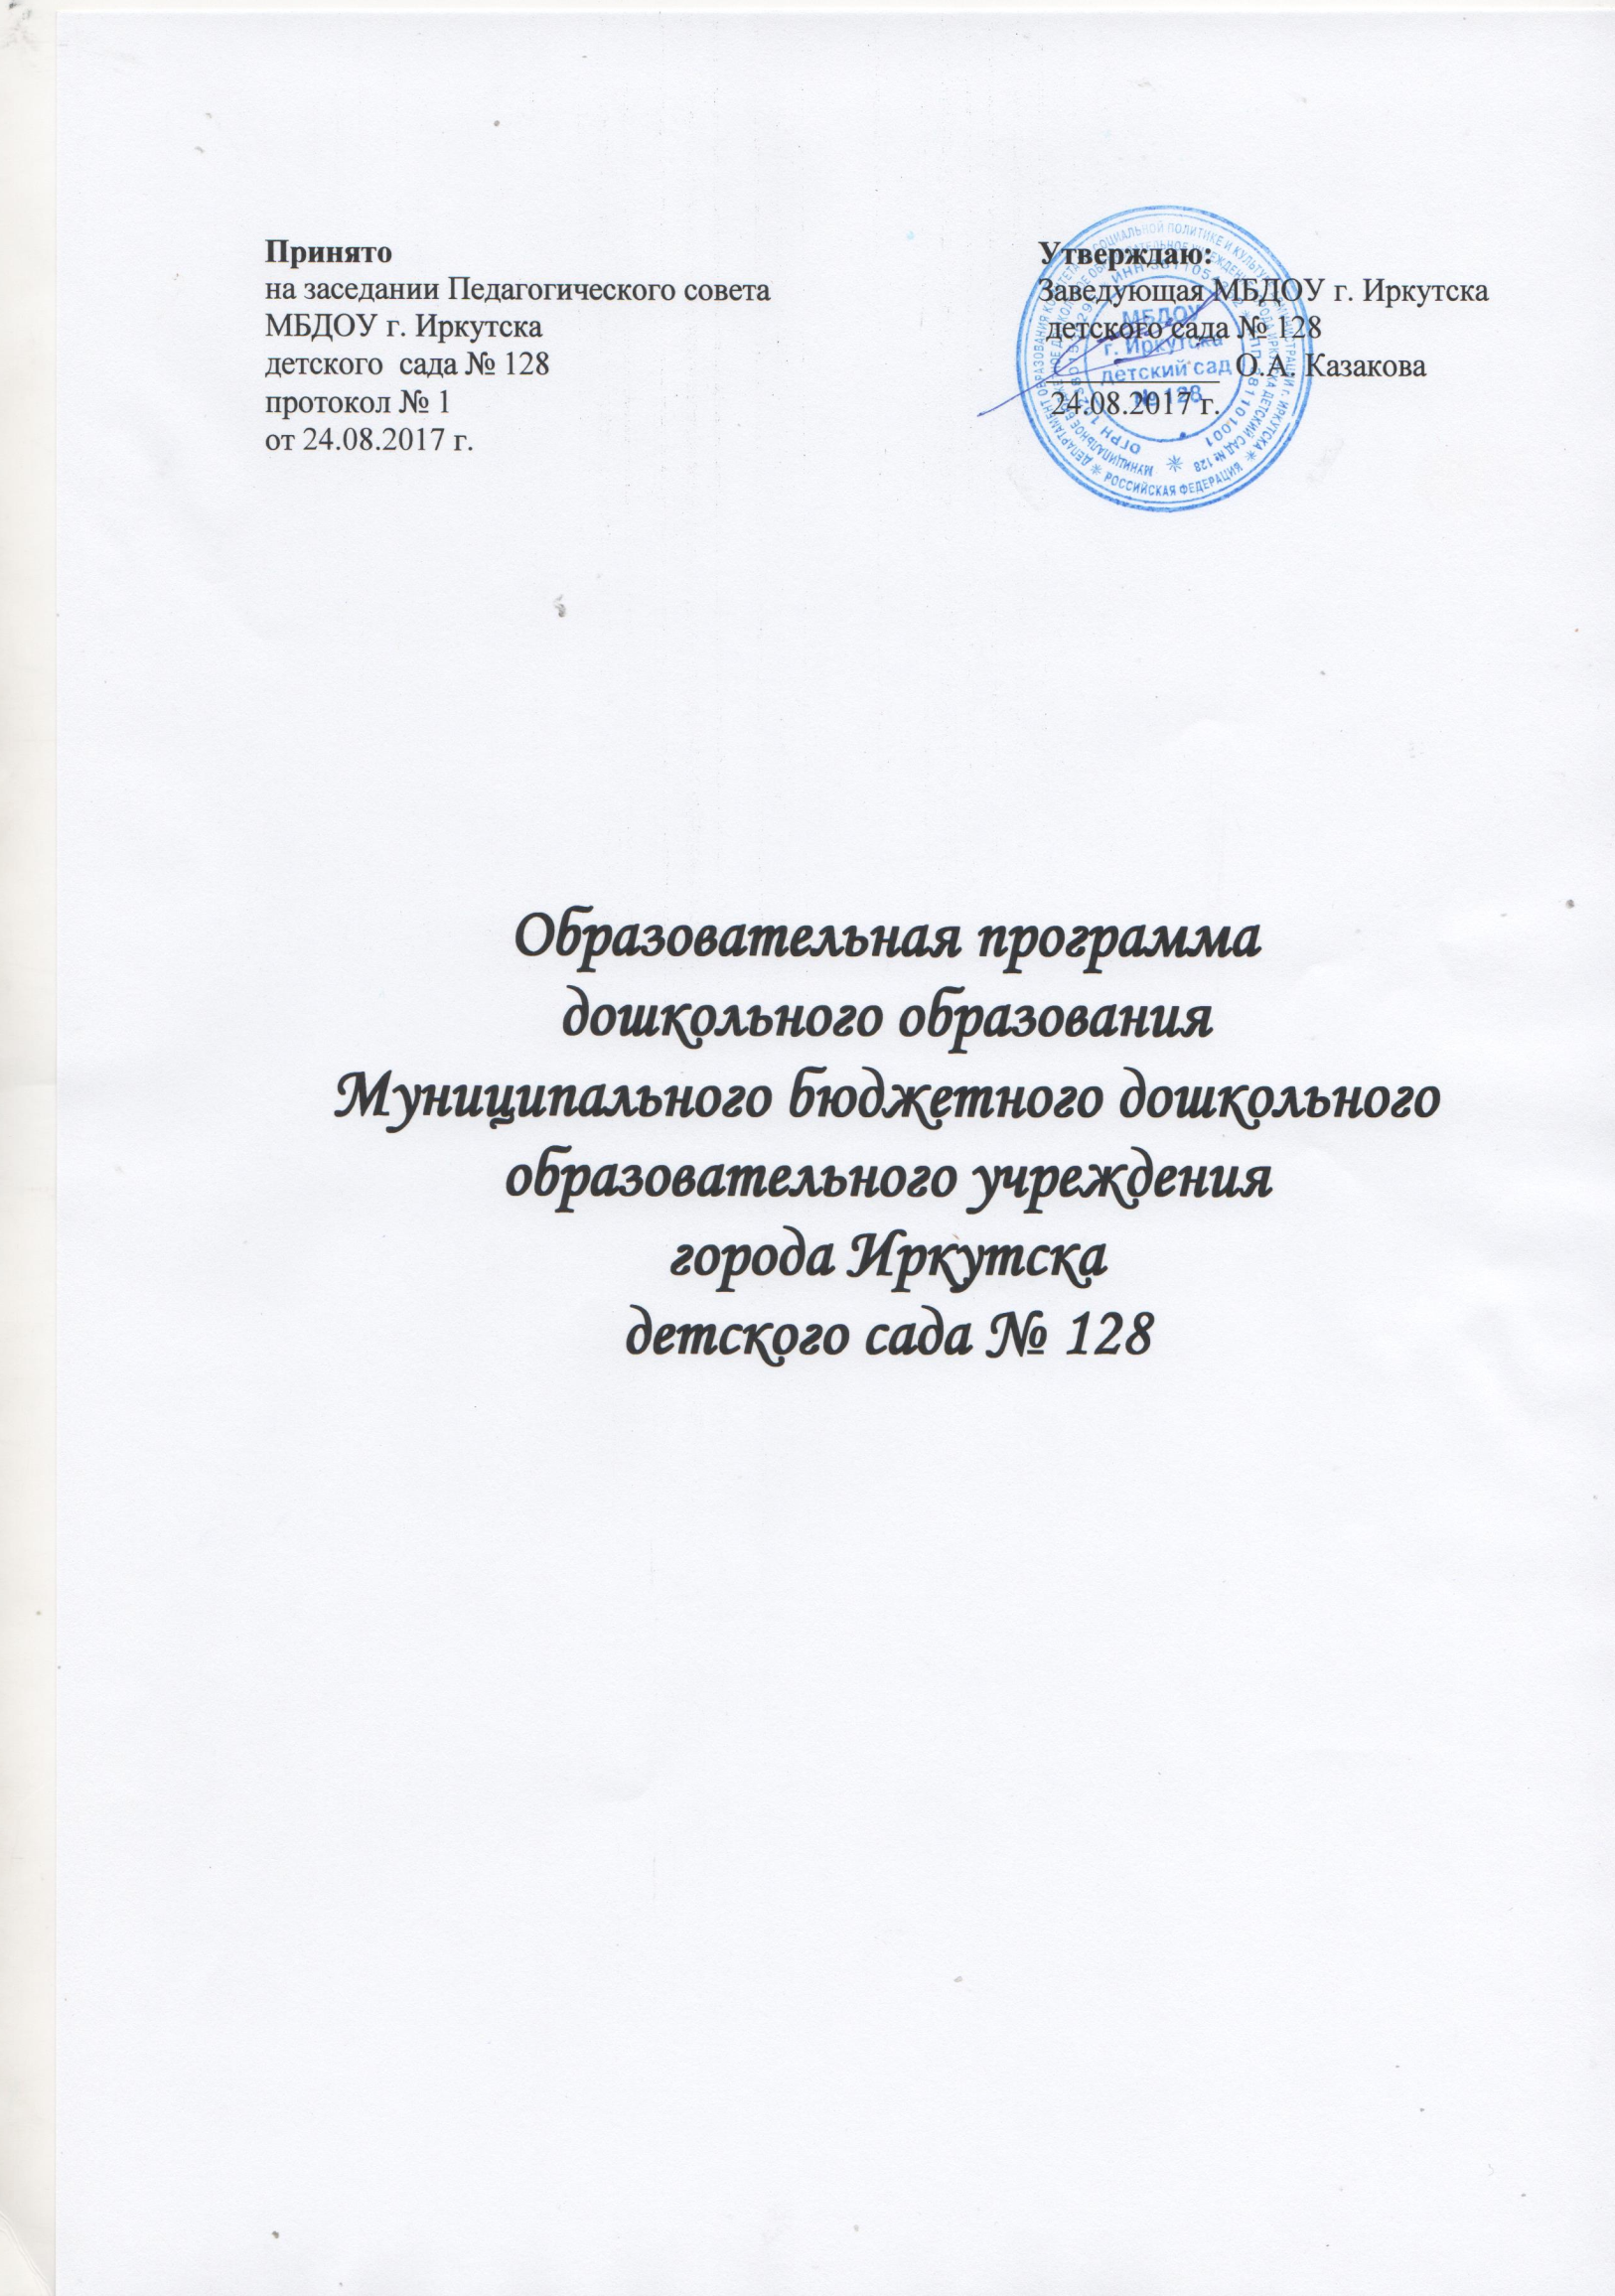 Принято
на заседании Педагогического совета
МБДОУ г. Иркутска
детского  сада № 128
протокол № 1
от 24.08.2017 г.
Утверждаю:
Заведующая МБДОУ г. Иркутска
детского сада № 128
О.А. Казакова
24.08.2017 г.
МБДОУ
г. Иркутска
детский сад
№ 128
РОССИЙСКАЯ ФЕДЕРАЦИЯ
Образовательная программа
дошкольного образования
Муниципального бюджетного дошкольного
образовательного учреждения
города Иркутска
детского сада № 128